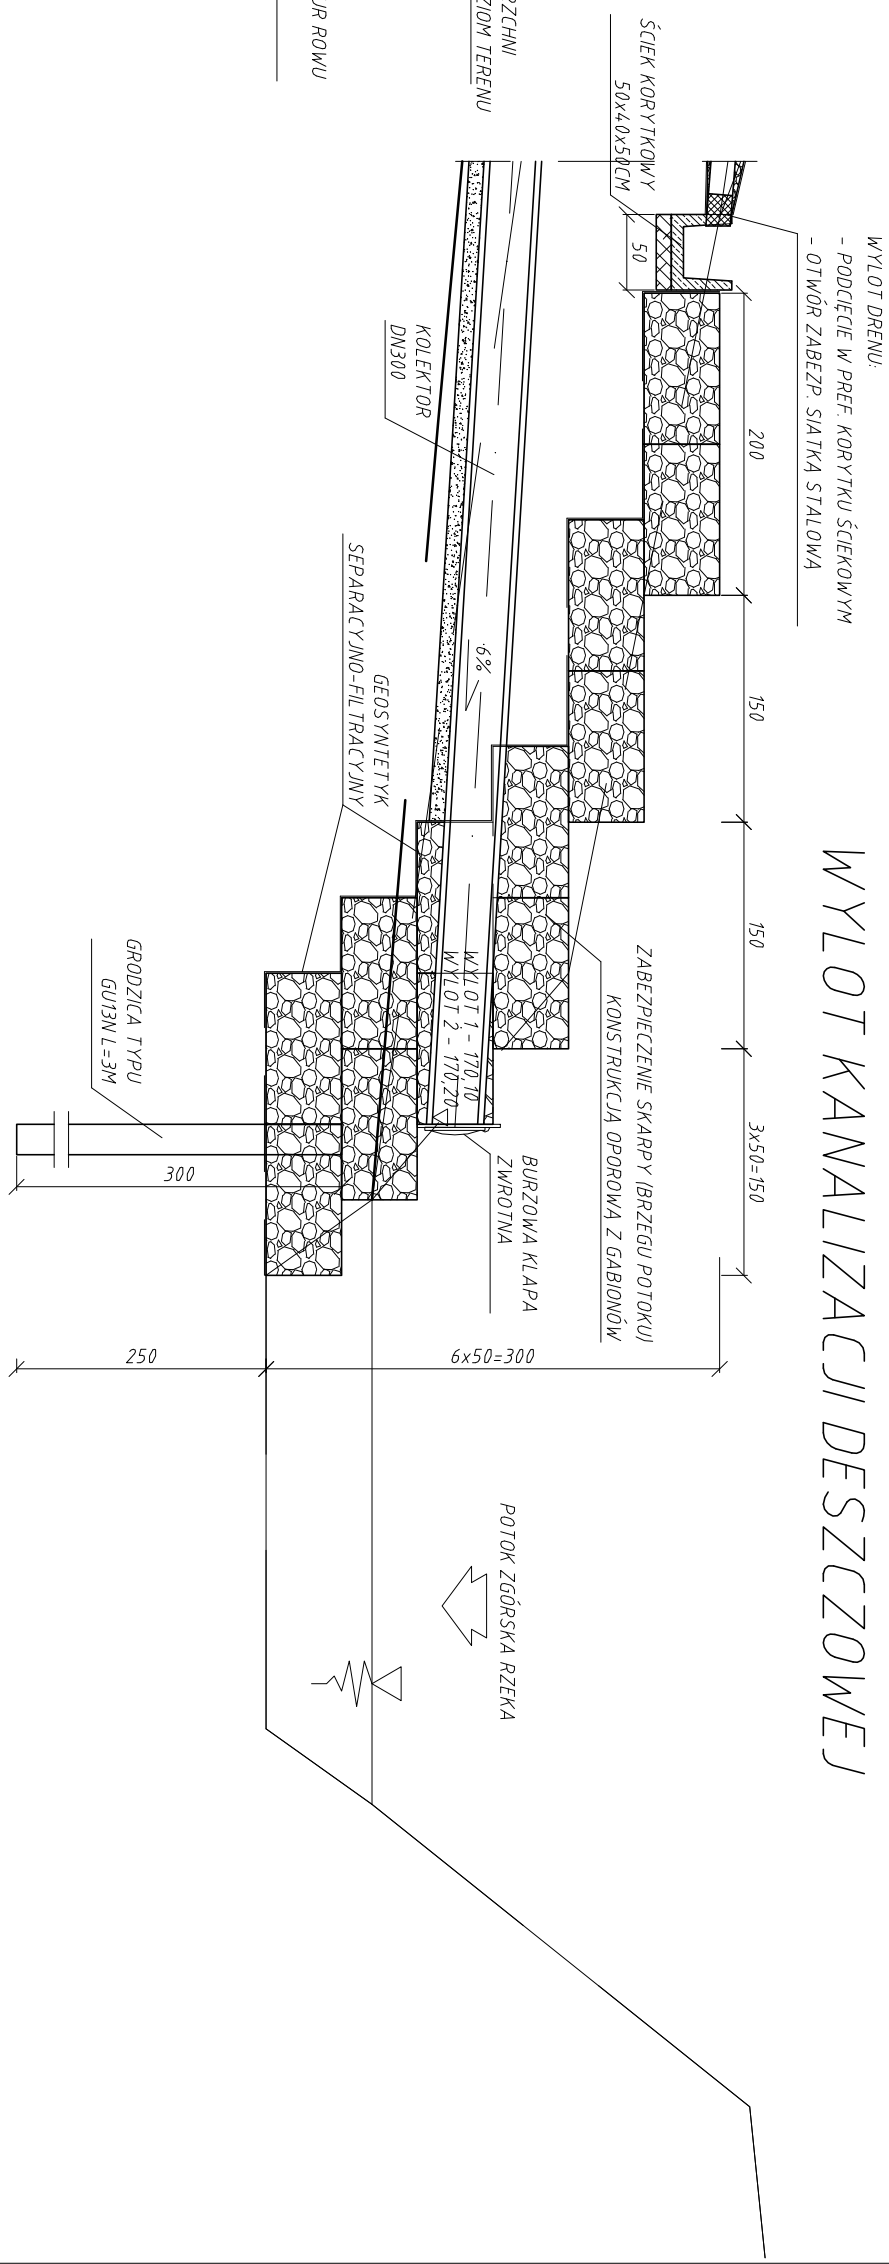 WYLOT KANALIZACJI DESZCZOWEJ
WYLOT DRENU:
- PODCIĘCIE W PREF. KORYTKU ŚCIEKOWYM
- OTWÓR ZABEZP. SIATKĄ STALOWĄ
200
150
150
3x50=150
ŚCIEK KORYTKOWY
50x40x50CM
50
ZABEZPIECZENIE SKARPY (BRZEGU POTOKU)
KONSTRUKCJĄ OPOROWĄ Z GABIONÓW
RZCHNI
ZIOM TERENU
UR ROWU
KOLEKTOR
DN300
6%
WYLOT 1 - 170,10
WYLOT 2 - 170,20
BURZOWA KLAPA
ZWROTNA
POTOK ZGÓRSKA RZEKA
GEOSYNTETYK
SEPARACYJNO-FILTRACYJNY
GRODZICA TYPU
GU13N L=3M
300
250
6x50=300